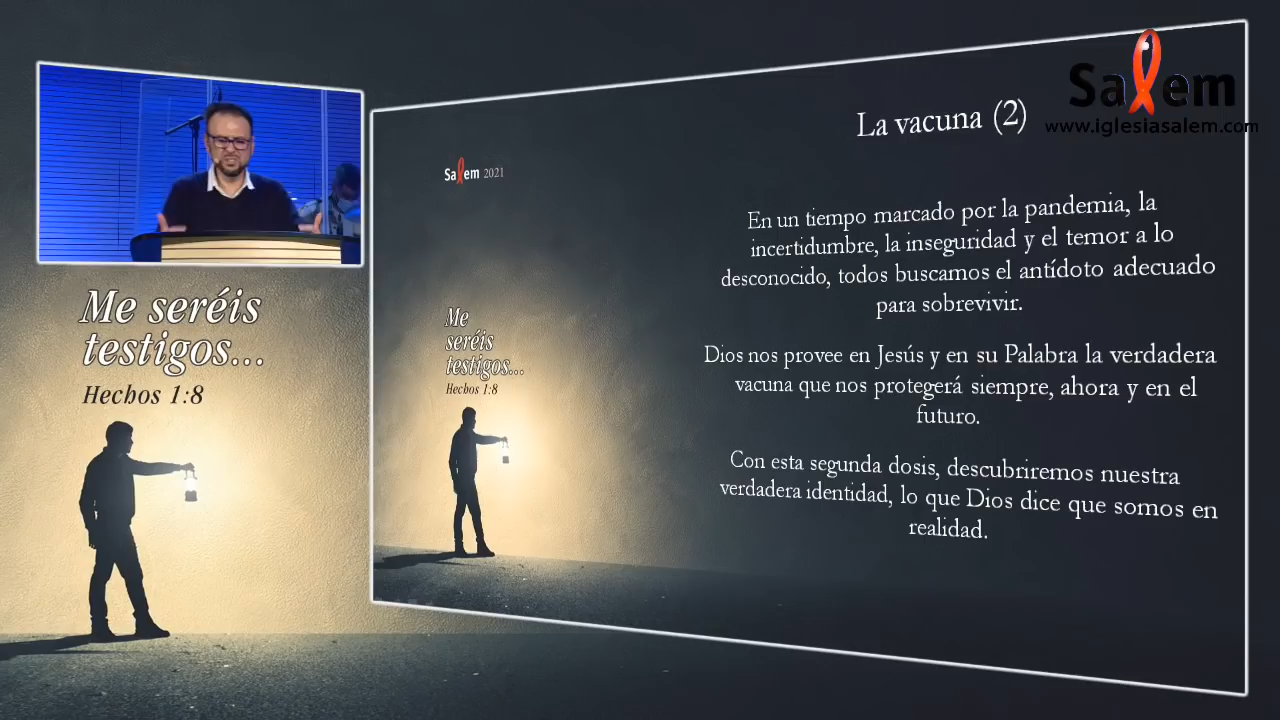 Me seréis
testigos...
Hechos 1:8
Salem 2021
Me
seréis
testigos...
Hechos 1:8
Salem
www.iglesiasalem.com
La vacuna (2)
En un tiempo marcado por la pandemia, la
incertidumbre, la inseguridad y el temor a lo
desconocido, todos buscamos el antídoto adecuado
para sobrevivir.
Dios nos provee en Jesús y en su Palabra la verdadera
vacuna que nos protegerá siempre, ahora y en el
futuro.
Con esta segunda dosis, descubriremos nuestra
verdadera identidad, lo que Dios dice que somos en
realidad.